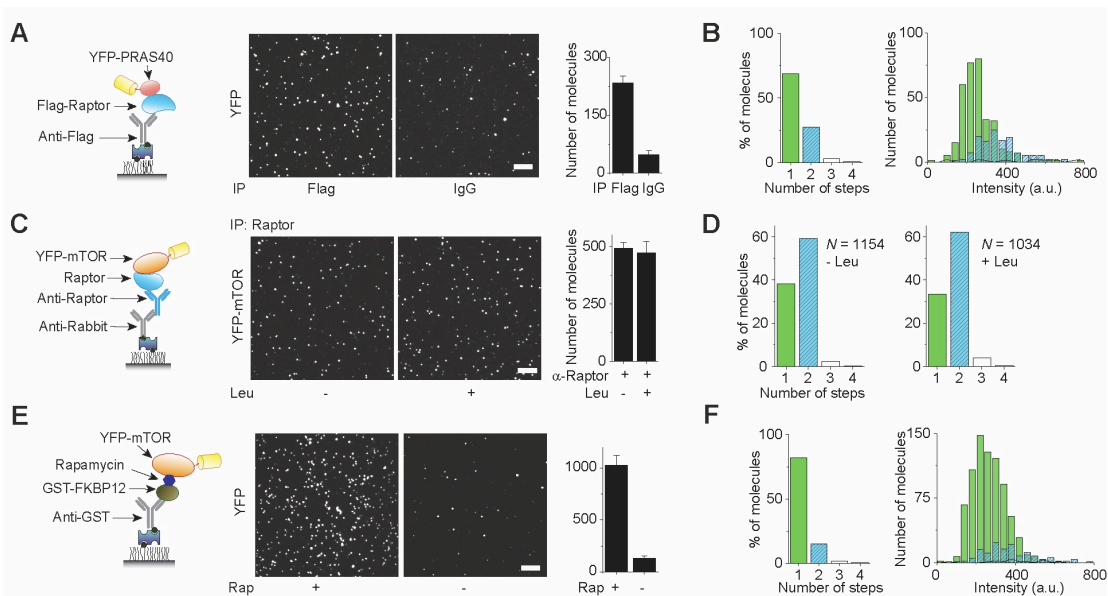 A
YFP-PRAS40
Flag-Raptor
Anti-Flag
YFP
IP Flag IgG
Number of molecules
300
150
0
IP Flag IgG
B
% of molecules
100
50
0
1 2 3 4
Number of steps
Number of molecules
100
50
0
0 400 800
Intensity (a.u.)
C
YFP-mTOR
Raptor
Anti-Raptor
Anti-Rabbit
IP: Raptor
YFP-mTOR
Leu - +
Number of molecules
500
250
0
α-Raptor + +
Leu - +
D
% of molecules
60
40
20
0
N = 1154
- Leu
1 2 3 4
Number of steps
60
40
20
0
N = 1034
+ Leu
1 2 3 4
Number of steps
E
YFP-mTOR
Rapamycin
GST-FKBP12
Anti-GST
YFP
Rap + -
Number of molecules
1000
500
0
Rap + -
F
% of molecules
100
50
0
1 2 3 4
Number of steps
Number of molecules
150
75
0
0 400 800
Intensity (a.u.)